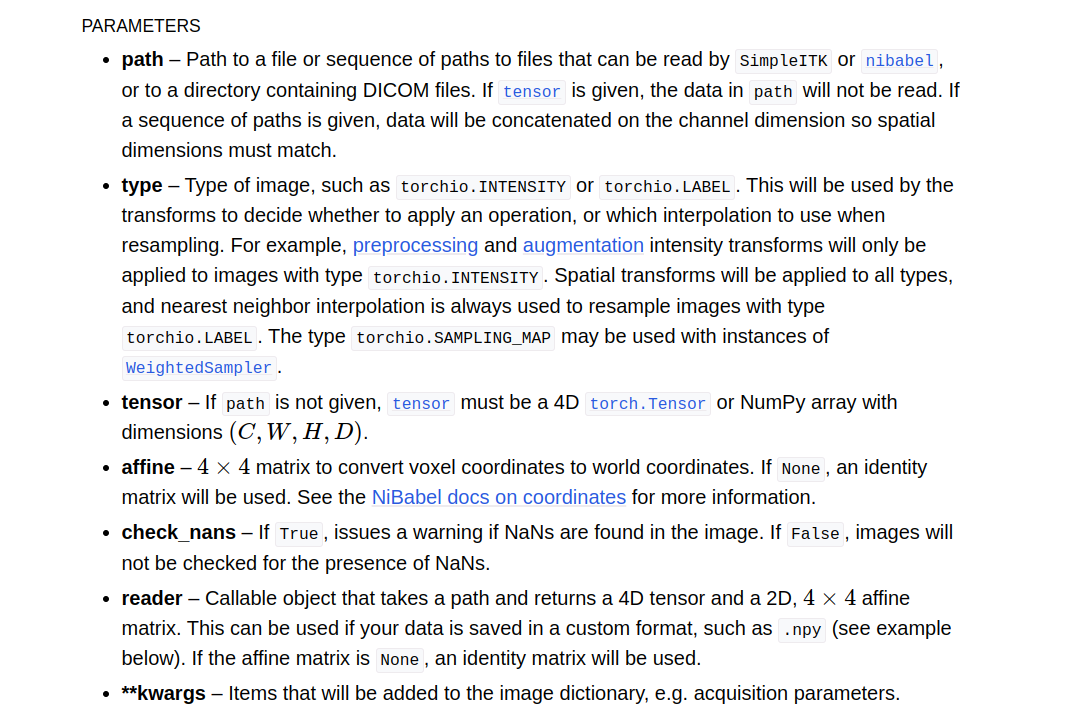 PARAMETERS
• path – Path to a file or sequence of paths to files that can be read by SimpleITK or nibabel,
or to a directory containing DICOM files. If tensor is given, the data in path will not be read. If
a sequence of paths is given, data will be concatenated on the channel dimension so spatial
dimensions must match.
• type – Type of image, such as torchio.INTENSITY or torchio.LABEL. This will be used by the
transforms to decide whether to apply an operation, or which interpolation to use when
resampling. For example, preprocessing and augmentation intensity transforms will only be
applied to images with type torchio.INTENSITY. Spatial transforms will be applied to all types,
and nearest neighbor interpolation is always used to resample images with type
torchio.LABEL. The type torchio.SAMPLING_MAP may be used with instances of
WeightedSampler.
• tensor – If path is not given, tensor must be a 4D torch.Tensor or NumPy array with
dimensions (C, W, H, D).
• affine – 4 × 4 matrix to convert voxel coordinates to world coordinates. If None, an identity
matrix will be used. See the NiBabel docs on coordinates for more information.
• check_nans – If True, issues a warning if NaNs are found in the image. If False, images will
not be checked for the presence of NaNs.
• reader – Callable object that takes a path and returns a 4D tensor and a 2D, 4 × 4 affine
matrix. This can be used if your data is saved in a custom format, such as .npy (see example
below). If the affine matrix is None, an identity matrix will be used.
• **kwargs – Items that will be added to the image dictionary, e.g. acquisition parameters.